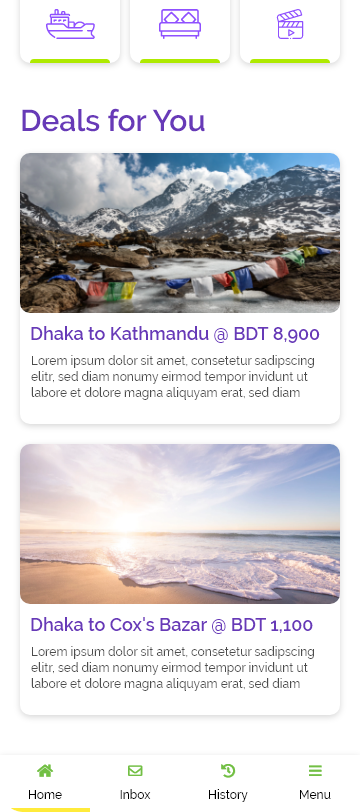 Deals for You
Dhaka to Kathmandu @ BDT 8,900
Lorem ipsum dolor sit amet, consetetur sadipscing
elitr, sed diam nonumy eirmod tempor invidunt ut
labore et dolore magna aliquyam erat, sed diam
Dhaka to Cox's Bazar @ BDT 1,100
Lorem ipsum dolor sit amet, consetetur sadipscing
elitr, sed diam nonumy eirmod tempor invidunt ut
labore et dolore magna aliquyam erat, sed diam
Home Inbox History Menu